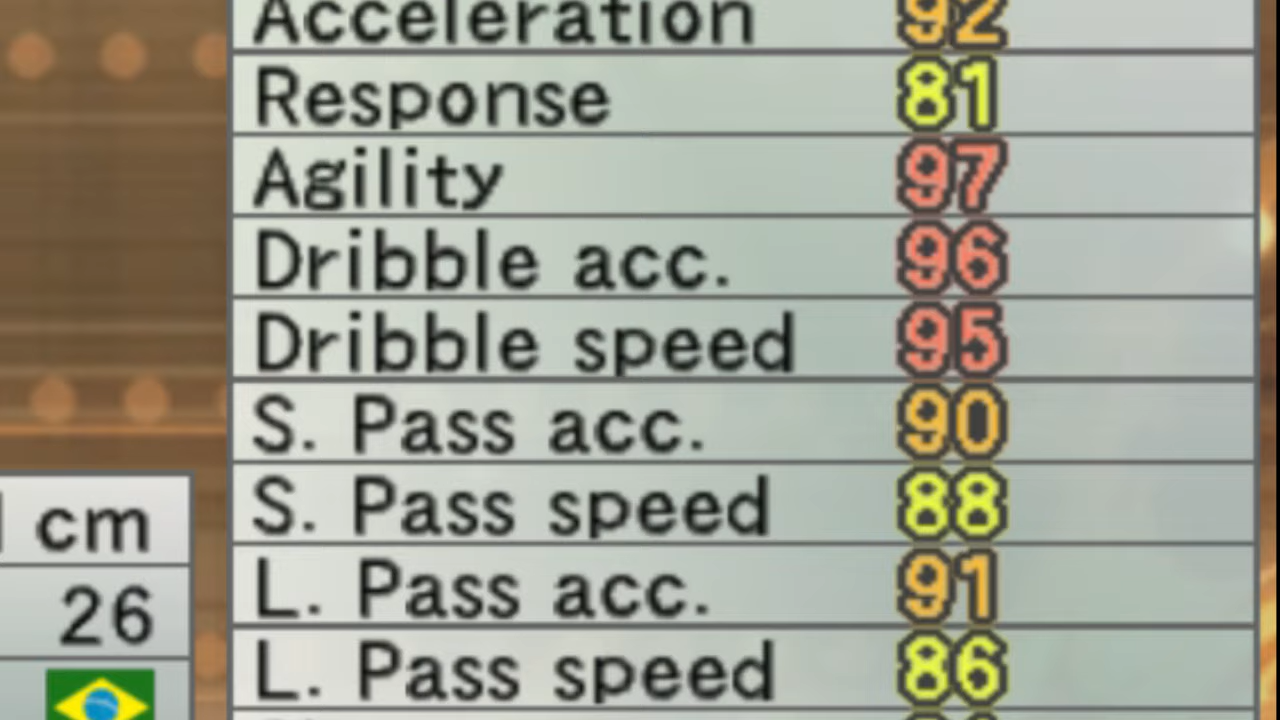 Acceleration 92
Response 81
Agility 97
Dribble acc. 96
Dribble speed 95
S. Pass acc. 90
S. Pass speed 88
L. Pass acc. 91
L. Pass speed 86
cm
26